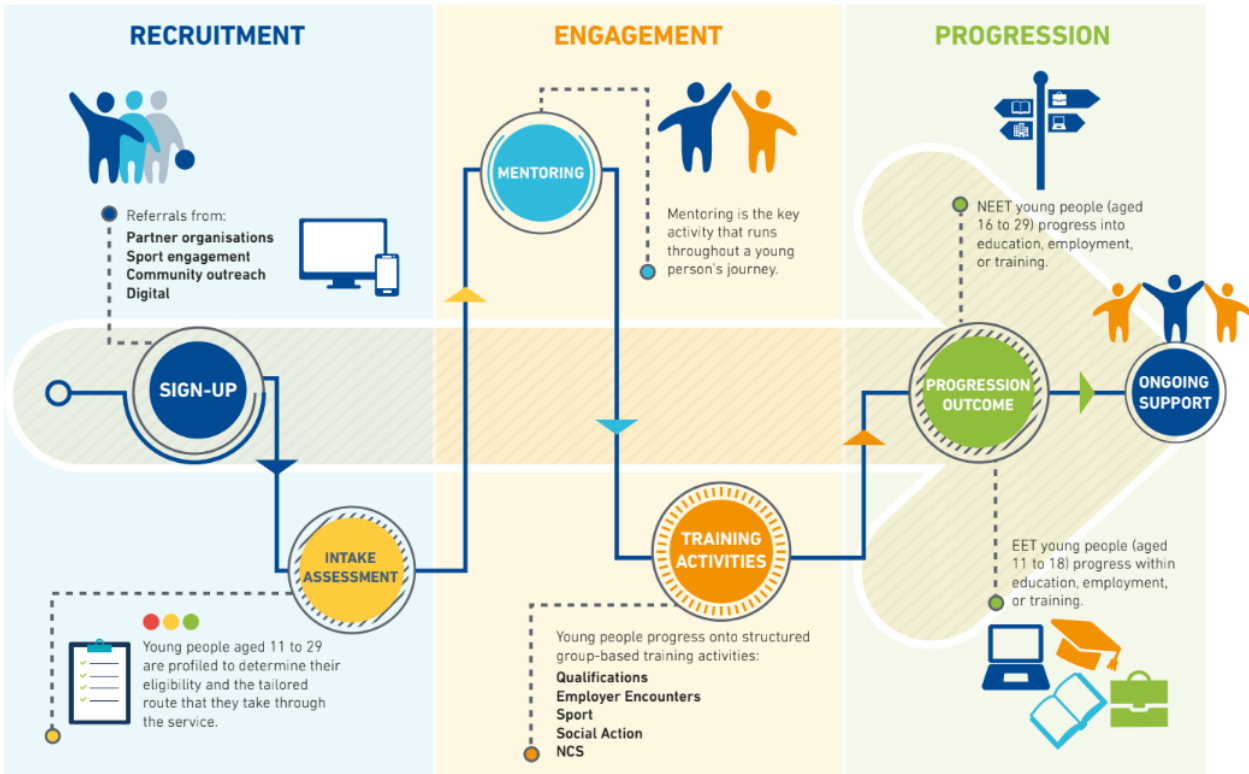 RECRUITMENT
Referrals from:
Partner organisations
Sport engagement
Community outreach
Digital
SIGN-UP
INTAKE
ASSESSMENT
Young people aged 11 to 29
are profiled to determine their
eligibility and the tailored
route that they take through
the service.
ENGAGEMENT
MENTORING
Mentoring is the key
activity that runs
throughout a young
person's journey.
TRAINING
ACTIVITIES
Young people progress onto structured
group-based training activities:
Qualifications
Employer Encounters
Sport
Social Action
NCS
PROGRESSION
NEET young people (aged
16 to 29) progress into
education, employment,
or training.
PROGRESSION
OUTCOME
ONGOING
SUPPORT
EET young people (aged
11 to 18) progress within
education, employment,
or training.